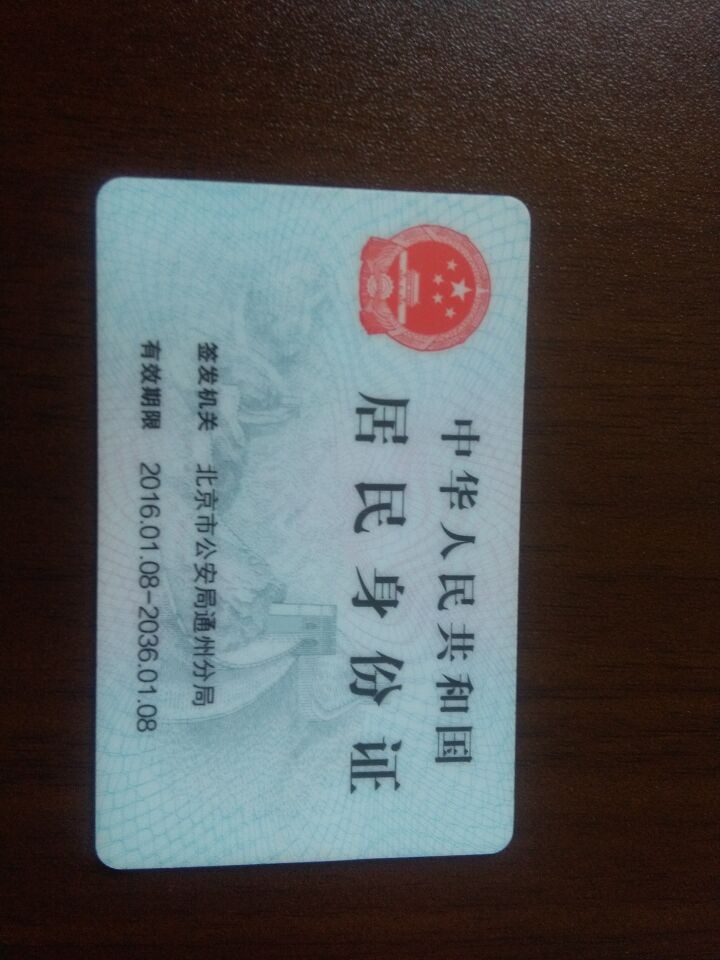 中华人民共和国
居民身份证
签发机关 北京市公安局通州分局
有效期限 2016.01.08-2036.01.08